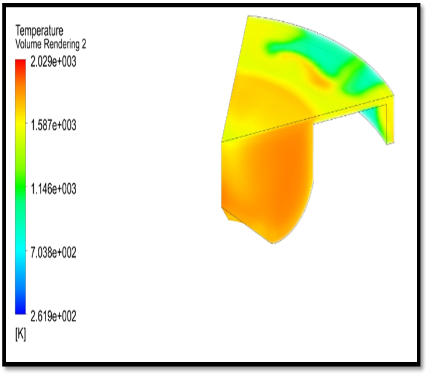 Temperature
Volume Rendering 2
2.029e+003
1.587e+003
1.146e+003
7.038e+002
2.619e+002
[K]